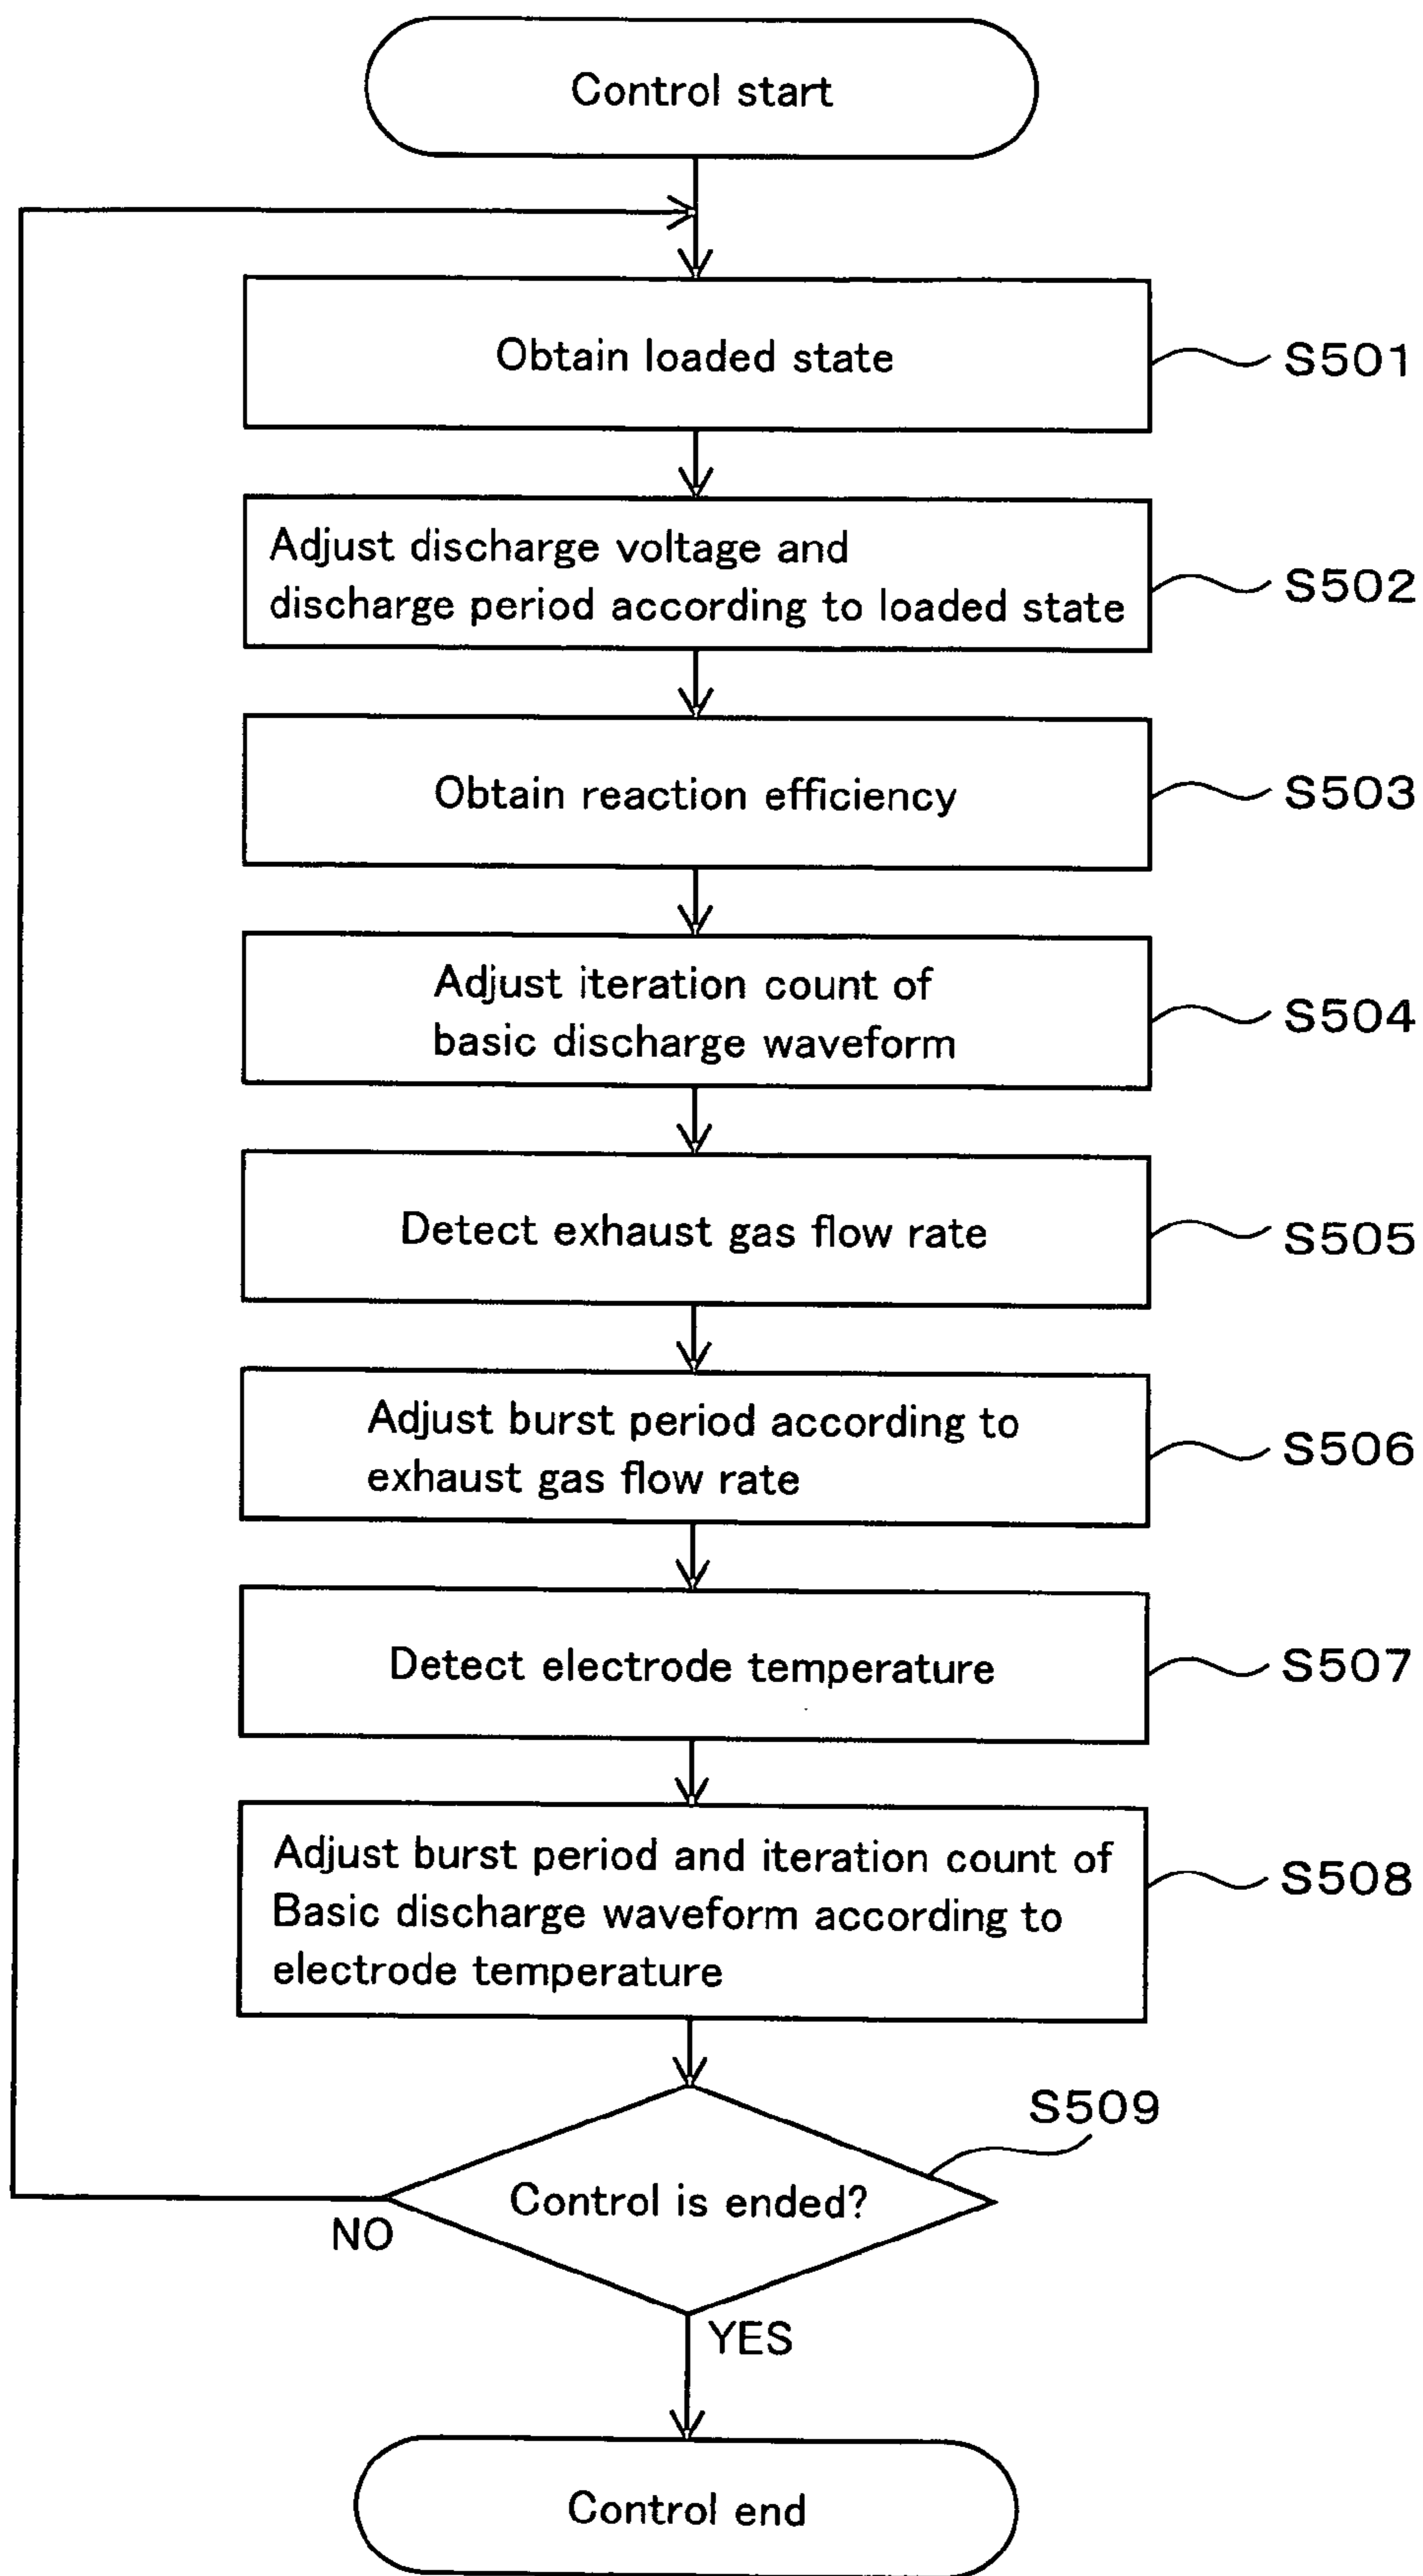 Control start
Obtain loaded state
S501
Adjust discharge voltage and
discharge period according to loaded state
S502
Obtain reaction efficiency
S503
Adjust iteration count of
basic discharge waveform
S504
Detect exhaust gas flow rate
S505
Adjust burst period according to
exhaust gas flow rate
S506
Detect electrode temperature
S507
Adjust burst period and iteration count of
Basic discharge waveform according to
electrode temperature
S508
S509
Control is ended?
NO
YES
Control end